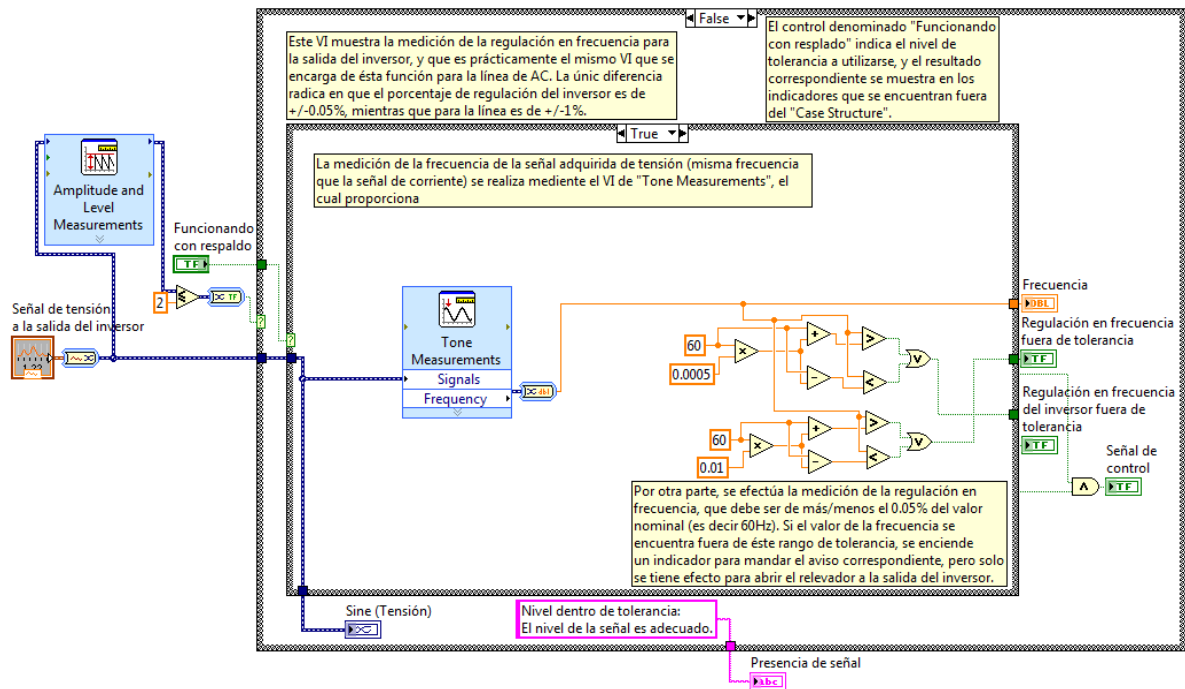 False
Este VI muestra la medición de la regulación en frecuencia para
la salida del inversor, y que es prácticamente el mismo VI que se
encarga de ésta función para la línea de AC. La únic diferencia
radica en que el porcentaje de regulación del inversor es de
+/-0.05%, mientras que para la línea es de +/-1%.
El control denominado "Funcionando
con resplado" indica el nivel de
tolerancia a utilizarse, y el resultado
correspondiente se muestra en los
indicadores que se encuentran fuera
del "Case Structure".
True
La medición de la frecuencia de la señal adquirida de tensión (misma frecuencia
que la señal de corriente) se realiza mediente el VI de "Tone Measurements", el
cual proporciona
Amplitude and
Level
Measurements
Funcionando
con respaldo
TF
2
TF
?
?
Señal de tensión
a la salida del inversor
1.23
Tone
Measurements
Signals
Frequency
dbl
60
0.0005
60
0.01
Frecuencia
DBL
Regulación en frecuencia
fuera de tolerancia
TF
Regulación en frecuencia
del inversor fuera de
tolerancia
TF
Señal de
control
TF
Por otra parte, se efectúa la medición de la regulación en
frecuencia, que debe ser de más/menos el 0.05% del valor
nominal (es decir 60Hz). Si el valor de la frecuencia se
encuentra fuera de éste rango de tolerancia, se enciende
un indicador para mandar el aviso correspondiente, pero solo
se tiene efecto para abrir el relevador a la salida del inversor.
Sine (Tensión)
Nivel dentro de tolerancia:
El nivel de la señal es adecuado.
Presencia de señal
abc